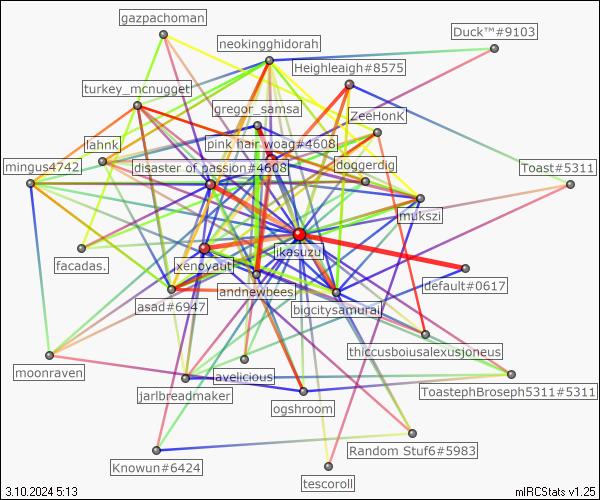 gazpachoman
Duck™#9103
neokingghidorah
Heighleaigh#8575
turkey_mcnugget
gregor_samsa
ZeeHonK
pink hair woag#4608
lahnk
doggerdig
mingus4742
disaster of passion#4608
Toast#5311
mukszi
jkasuzu
facadas.
xenoyaut
default#0617
andnewbees
asad#6947
bigcitysamurai
thiccusboiusalexusjoneus
moonraven
avelicious
jarlbreadmaker
ToastephBroseph5311#5311
ogshroom
Random Stuf6#5983
Knowun#6424
tescoroll
3.10.2024 5:13
mIRCStats v1.25